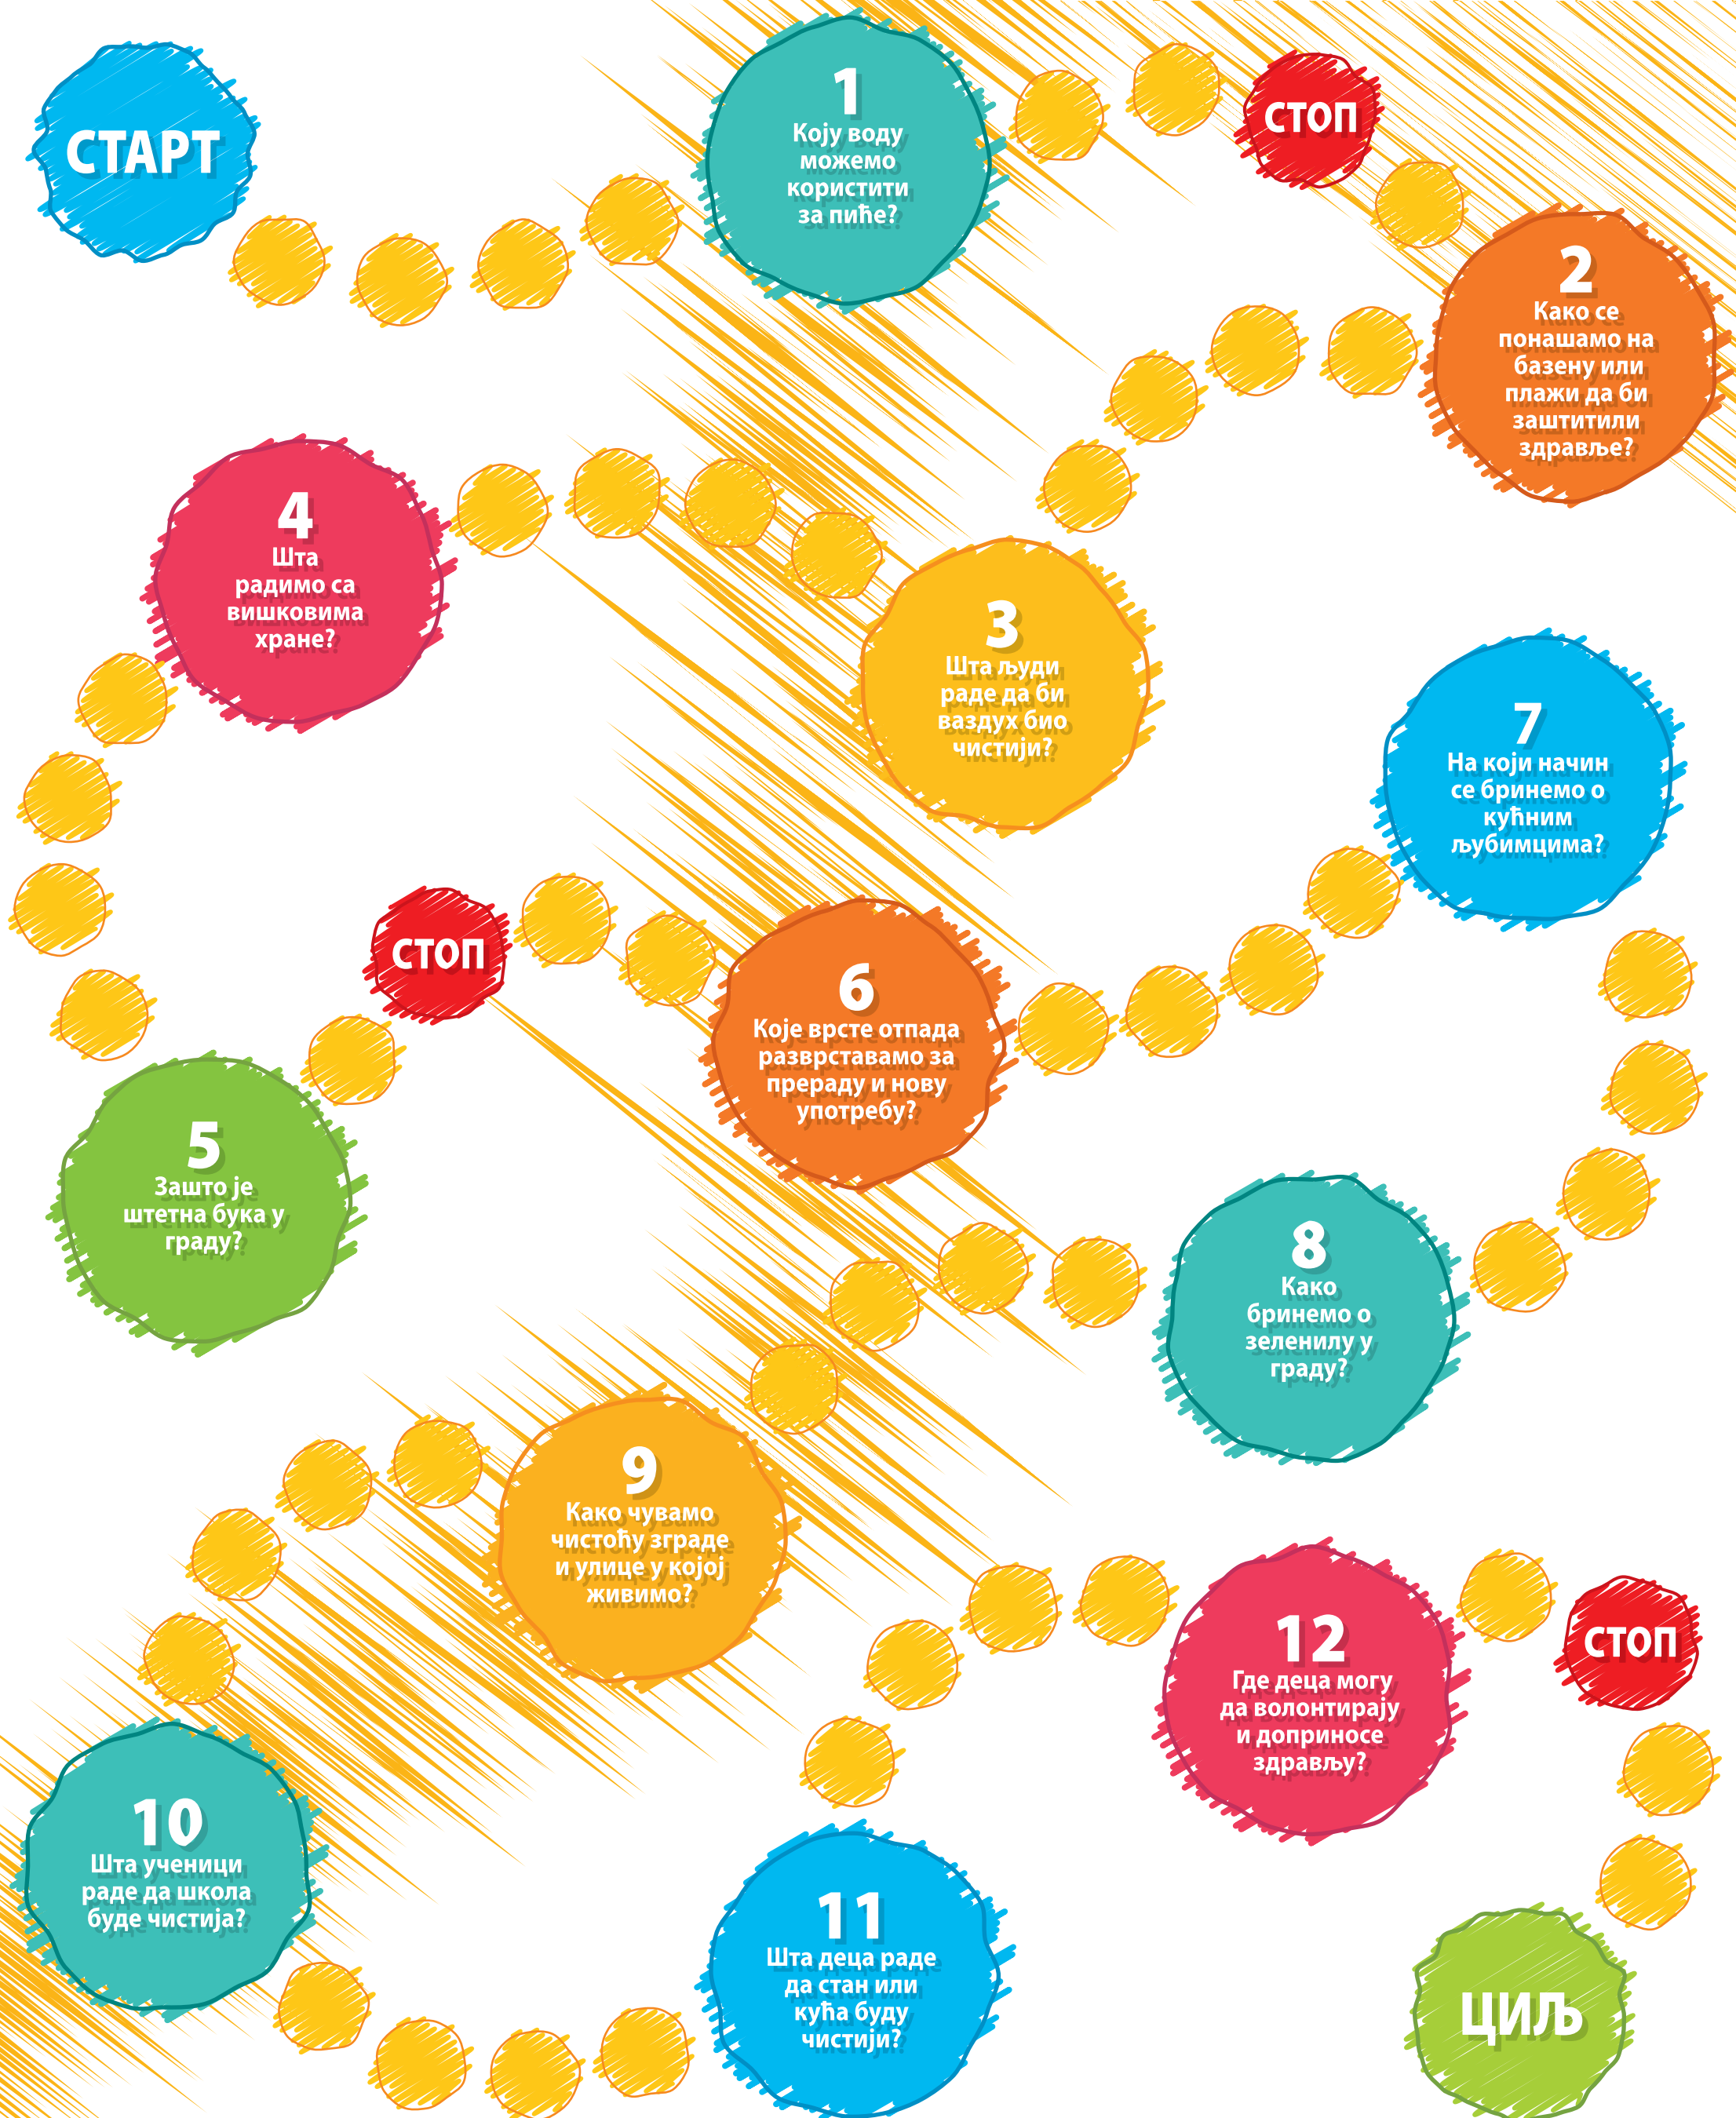 СТАРТ
1
Коју воду
можемо
користити
за пиће?
СТОП
2
Како се
понашамо на
базену или
плажи да би
заштитили
здравље?
3
Шта људи
раде да би
ваздух био
чистији?
4
Шта
радимо са
вишковима
хране?
5
Зашто је
штетна бука у
граду?
СТОП
6
Које врсте отпада
разврставамо за
прераду и нову
употребу?
7
На који начин
се бринемо о
кућним
љубимцима?
8
Како
бринемо о
зеленилу у
граду?
9
Како чувамо
чистоћу зграде
и улице у којој
живимо?
10
Шта ученици
раде да школа
буде чистија?
11
Шта деца раде
да стан или
кућа буду
чистији?
12
Где деца могу
да волонтирају
и доприносе
здрављу?
СТОП
ЦИЉ